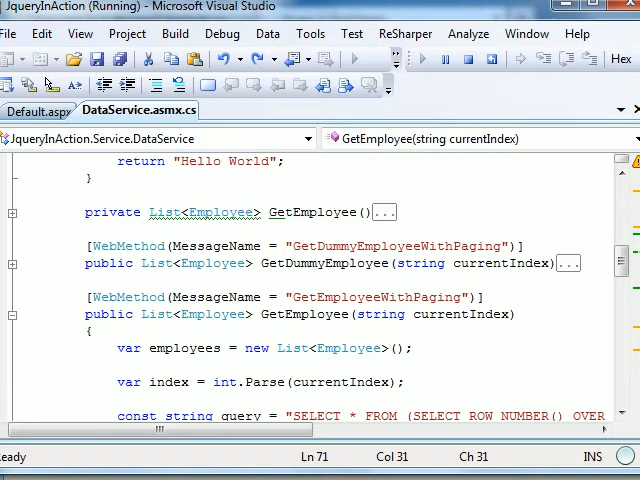 JqueryInAction (Running) - Microsoft Visual Studio
File Edit View Project Build Debug Data Tools Test ReSharper Analyze Window Help
Hex
Default.aspx DataService.asmx.cs
JqueryInAction.Service.DataService GetEmployee(string currentIndex)
return "Hello World";
}
private List<Employee> GetEmployee()...
[WebMethod(MessageName = "GetDummyEmployeeWithPaging")]
public List<Employee> GetDummyEmployee(string currentIndex)...
[WebMethod(MessageName = "GetEmployeeWithPaging")]
public List<Employee> GetEmployee(string currentIndex)
{
var employees = new List<Employee>();
var index = int.Parse(currentIndex);
const string query = "SELECT * FROM (SELECT ROW_NUMBER() OVER
Ready Ln 71 Col 31 Ch 31 INS